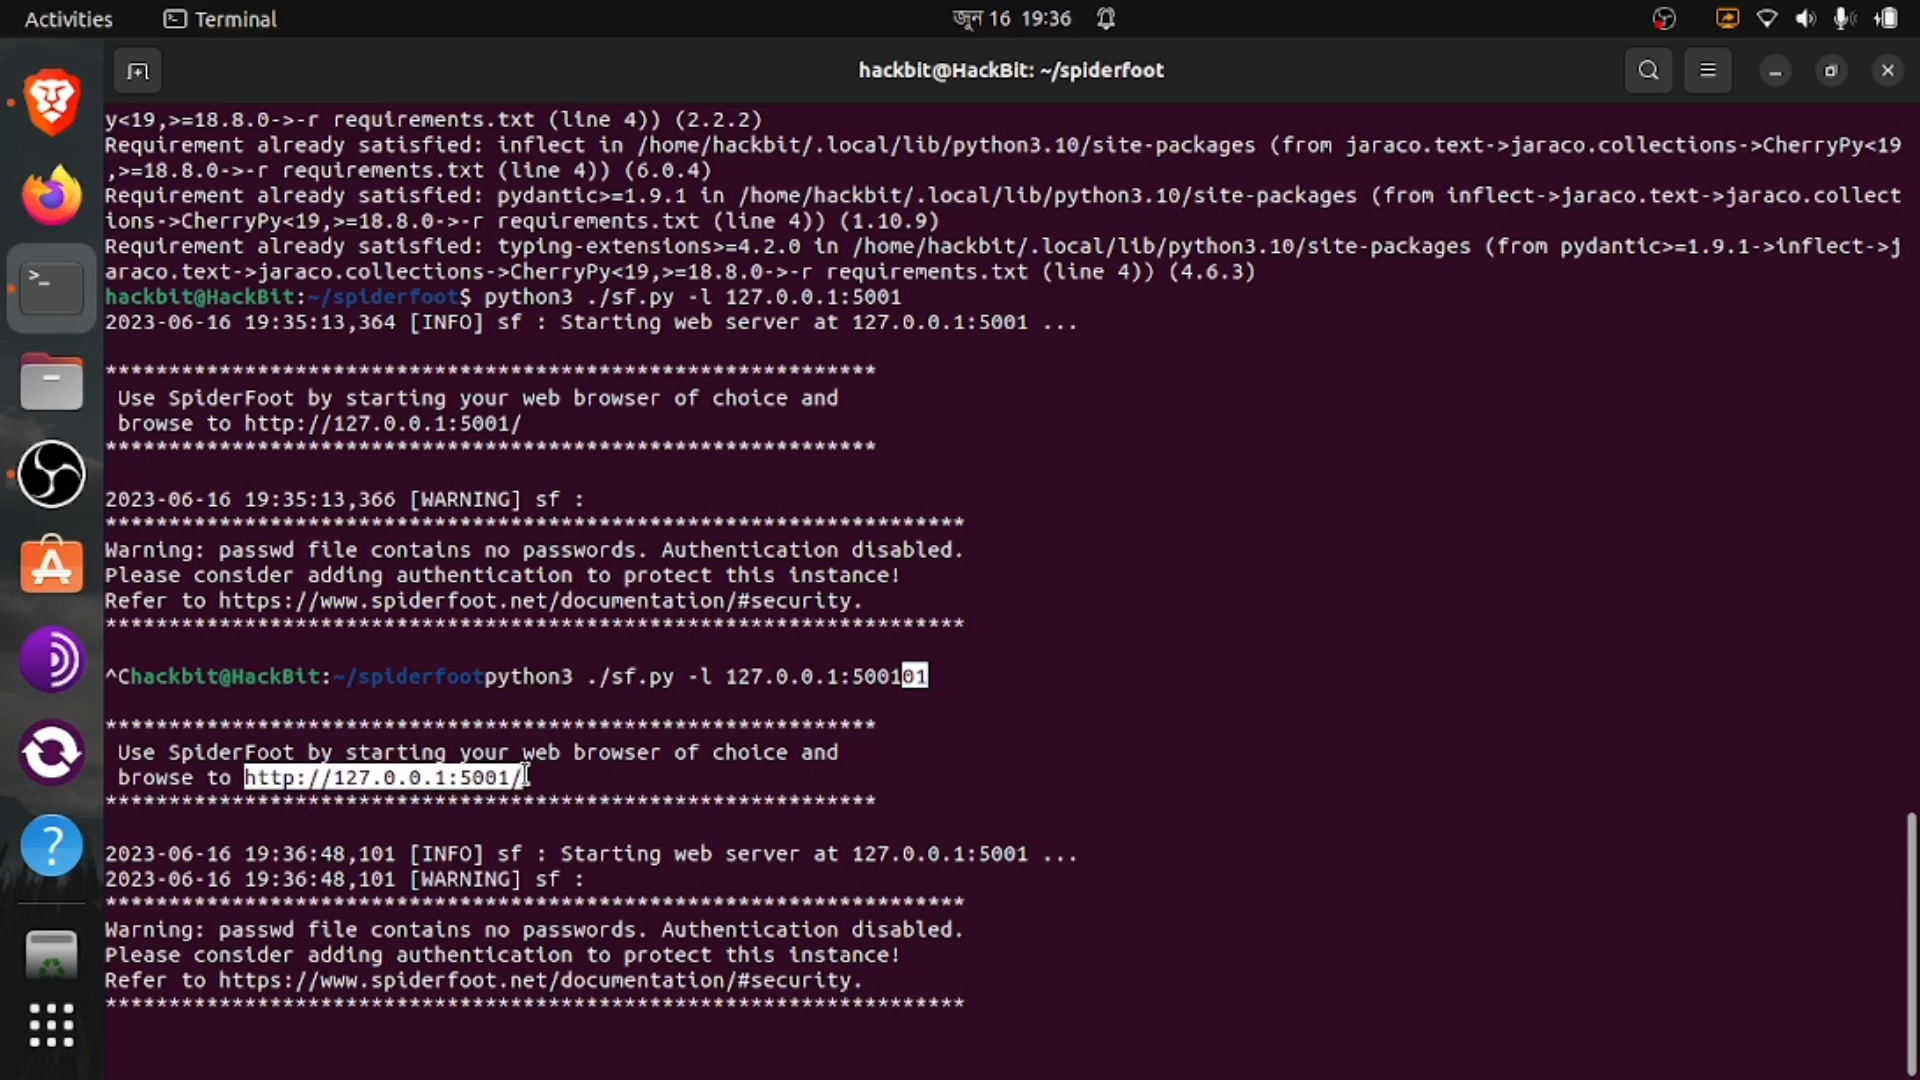 Activities
Terminal
जून 16 19:36
hackbit@HackBit: ~/spiderfoot
y<19,>=18.8.0->-r requirements.txt (line 4)) (2.2.2)
Requirement already satisfied: inflect in /home/hackbit/.local/lib/python3.10/site-packages (from jaraco.text->jaraco.collections->CherryPy<19
,>=18.8.0->-r requirements.txt (line 4)) (6.0.4)
Requirement already satisfied: pydantic>=1.9.1 in /home/hackbit/.local/lib/python3.10/site-packages (from inflect->jaraco.text->jaraco.collect
ions->CherryPy<19,>=18.8.0->-r requirements.txt (line 4)) (1.10.9)
Requirement already satisfied: typing-extensions>=4.2.0 in /home/hackbit/.local/lib/python3.10/site-packages (from pydantic>=1.9.1->inflect->j
araco.text->jaraco.collections->CherryPy<19,>=18.8.0->-r requirements.txt (line 4)) (4.6.3)
hackbit@HackBit:~/spiderfoot$ python3 ./sf.py -l 127.0.0.1:5001
2023-06-16 19:35:13,364 [INFO] sf : Starting web server at 127.0.0.1:5001 ...
*************************************************************
Use SpiderFoot by starting your web browser of choice and
browse to http://127.0.0.1:5001/
*************************************************************
2023-06-16 19:35:13,366 [WARNING] sf :
********************************************************************
Warning: passwd file contains no passwords. Authentication disabled.
Please consider adding authentication to protect this instance!
Refer to https://www.spiderfoot.net/documentation/#security.
********************************************************************
^Chackbit@HackBit:~/spiderfootpython3 ./sf.py -l 127.0.0.1:500101
*************************************************************
Use SpiderFoot by starting your web browser of choice and
browse to http://127.0.0.1:5001/
*************************************************************
2023-06-16 19:36:48,101 [INFO] sf : Starting web server at 127.0.0.1:5001 ...
2023-06-16 19:36:48,101 [WARNING] sf :
********************************************************************
Warning: passwd file contains no passwords. Authentication disabled.
Please consider adding authentication to protect this instance!
Refer to https://www.spiderfoot.net/documentation/#security.
********************************************************************